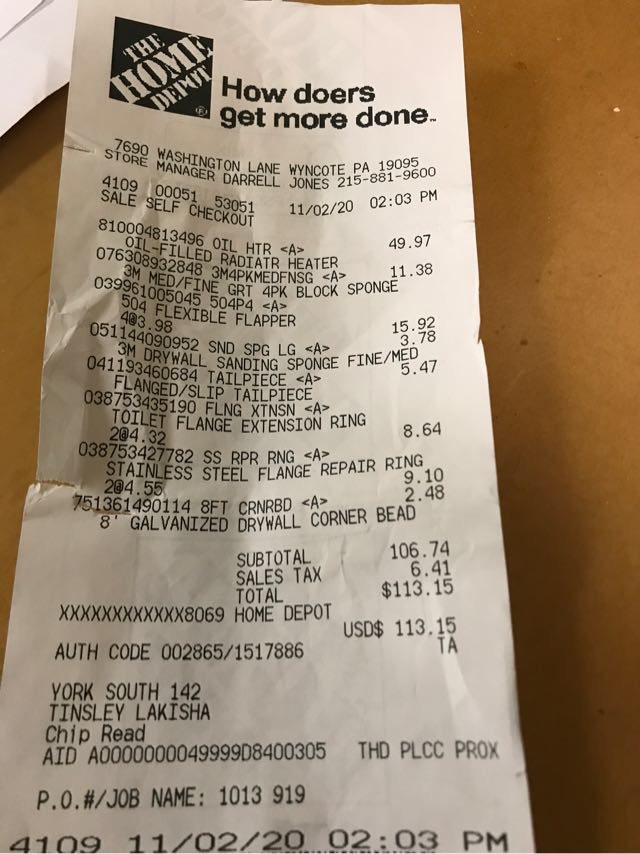 THE
HOME
DEPOT
®
How doers
get more done™
7690 WASHINGTON LANE WYNCOTE PA 19095
STORE MANAGER DARRELL JONES 215-881-9600
4109 00051 53051 11/02/20 02:03 PM
SALE SELF CHECKOUT
810004813496 OIL HTR <A> 49.97
OIL-FILLED RADIATR HEATER
076308932848 3M4PKMEDFNSG <A> 11.38
3M MED/FINE GRT 4PK BLOCK SPONGE
039961005045 504P4 <A>
504 FLEXIBLE FLAPPER
4@3.98 15.92
051144090952 SND SPG LG <A> 3.78
3M DRYWALL SANDING SPONGE FINE/MED
041193460684 TAILPIECE <A> 5.47
FLANGED/SLIP TAILPIECE
038753435190 FLNG XTNSN <A>
TOILET FLANGE EXTENSION RING
2@4.32 8.64
038753427782 SS RPR RNG <A>
STAINLESS STEEL FLANGE REPAIR RING
2@4.55 9.10
751361490114 8FT CRNRBD <A> 2.48
8' GALVANIZED DRYWALL CORNER BEAD
SUBTOTAL 106.74
SALES TAX 6.41
TOTAL $113.15
XXXXXXXXXXXX8069 HOME DEPOT
USD$ 113.15
AUTH CODE 002865/1517886 TA
YORK SOUTH 142
TINSLEY LAKISHA
Chip Read
AID A0000000049999D8400305 THD PLCC PROX
P.O.#/JOB NAME: 1013 919
4109 11/02/20 02:03 PM